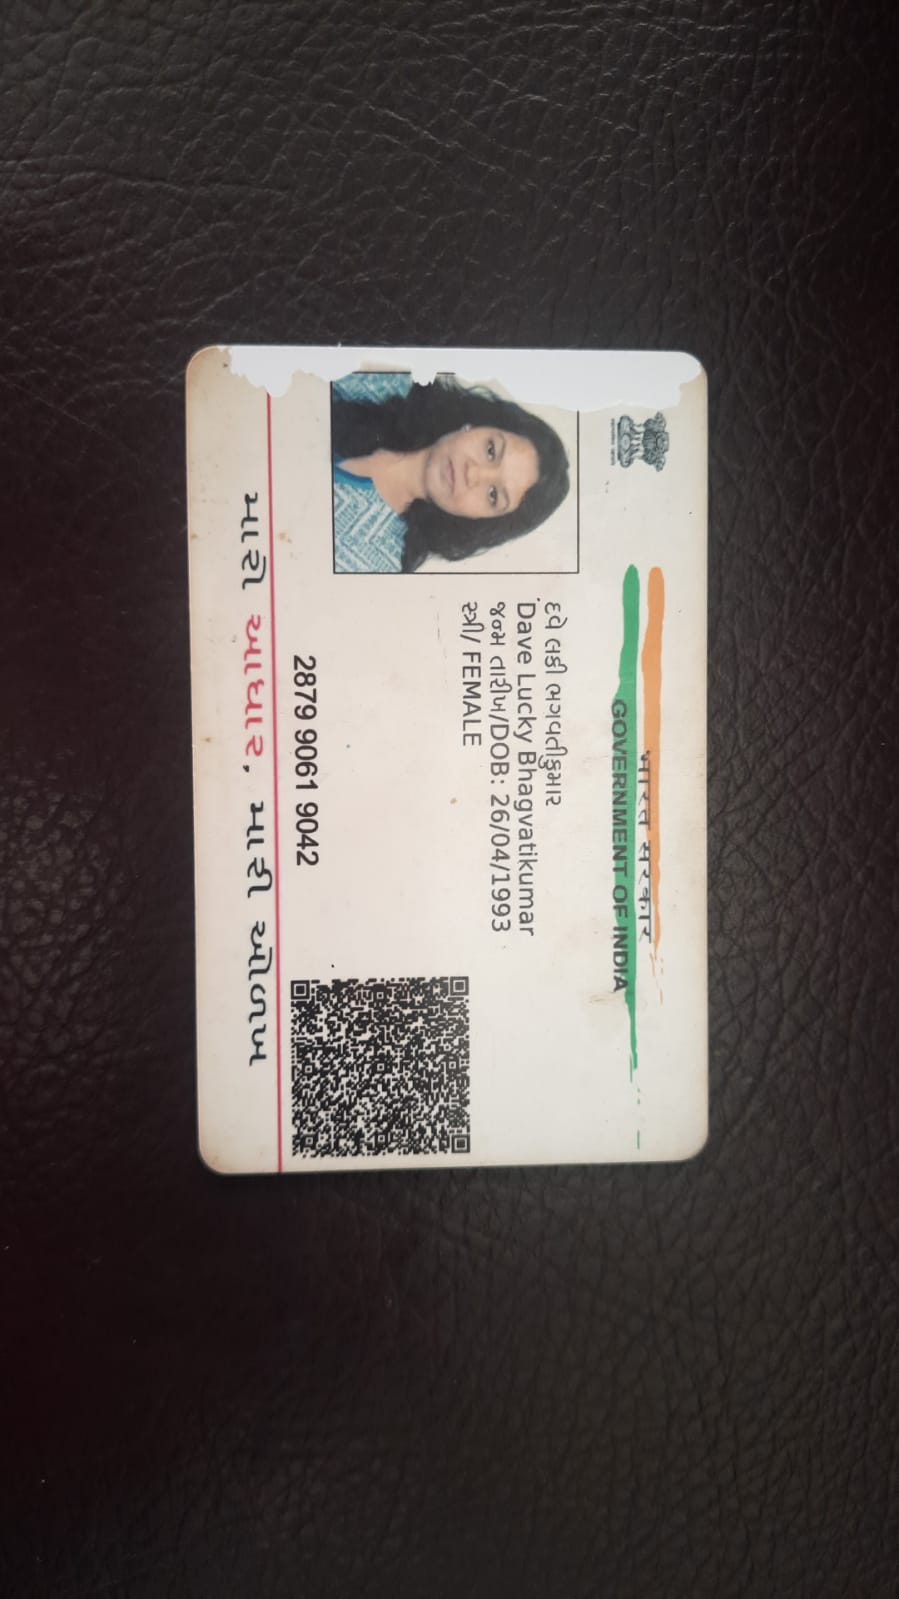 भारत सरकार
GOVERNMENT OF INDIA
દવે લકી ભગવતીકુમાર
Dave Lucky Bhagvatikumar
જન્મ તારીખ/DOB: 26/04/1993
સ્ત્રી/ FEMALE
2879 9061 9042
મારો આધાર, મારી ઓળખ